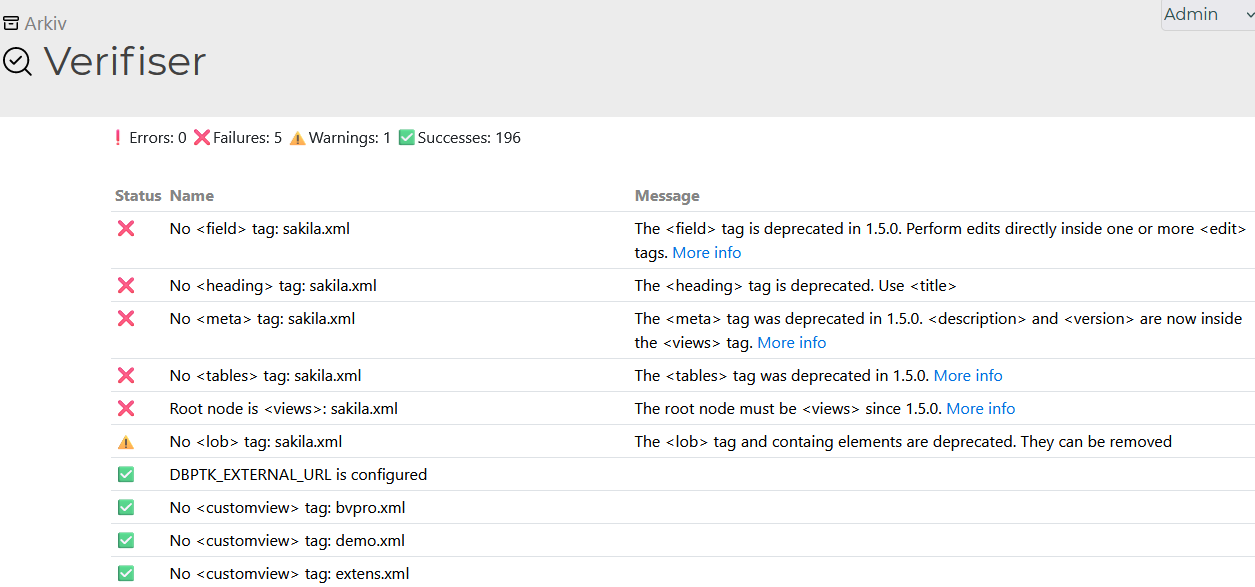 Arkiv
Admin
Verifiser
Errors: 0 Failures: 5 Warnings: 1 Successes: 196
Status Name Message
No <field> tag: sakila.xml The <field> tag is deprecated in 1.5.0. Perform edits directly inside one or more <edit>
tags. More info
No <heading> tag: sakila.xml The <heading> tag is deprecated. Use <title>
No <meta> tag: sakila.xml The <meta> tag was deprecated in 1.5.0. <description> and <version> are now inside
the <views> tag. More info
No <tables> tag: sakila.xml The <tables> tag was deprecated in 1.5.0. More info
Root node is <views>: sakila.xml The root node must be <views> since 1.5.0. More info
No <lob> tag: sakila.xml The <lob> tag and containg elements are deprecated. They can be removed
DBPTK_EXTERNAL_URL is configured
No <customview> tag: bvpro.xml
No <customview> tag: demo.xml
No <customview> tag: extens.xml